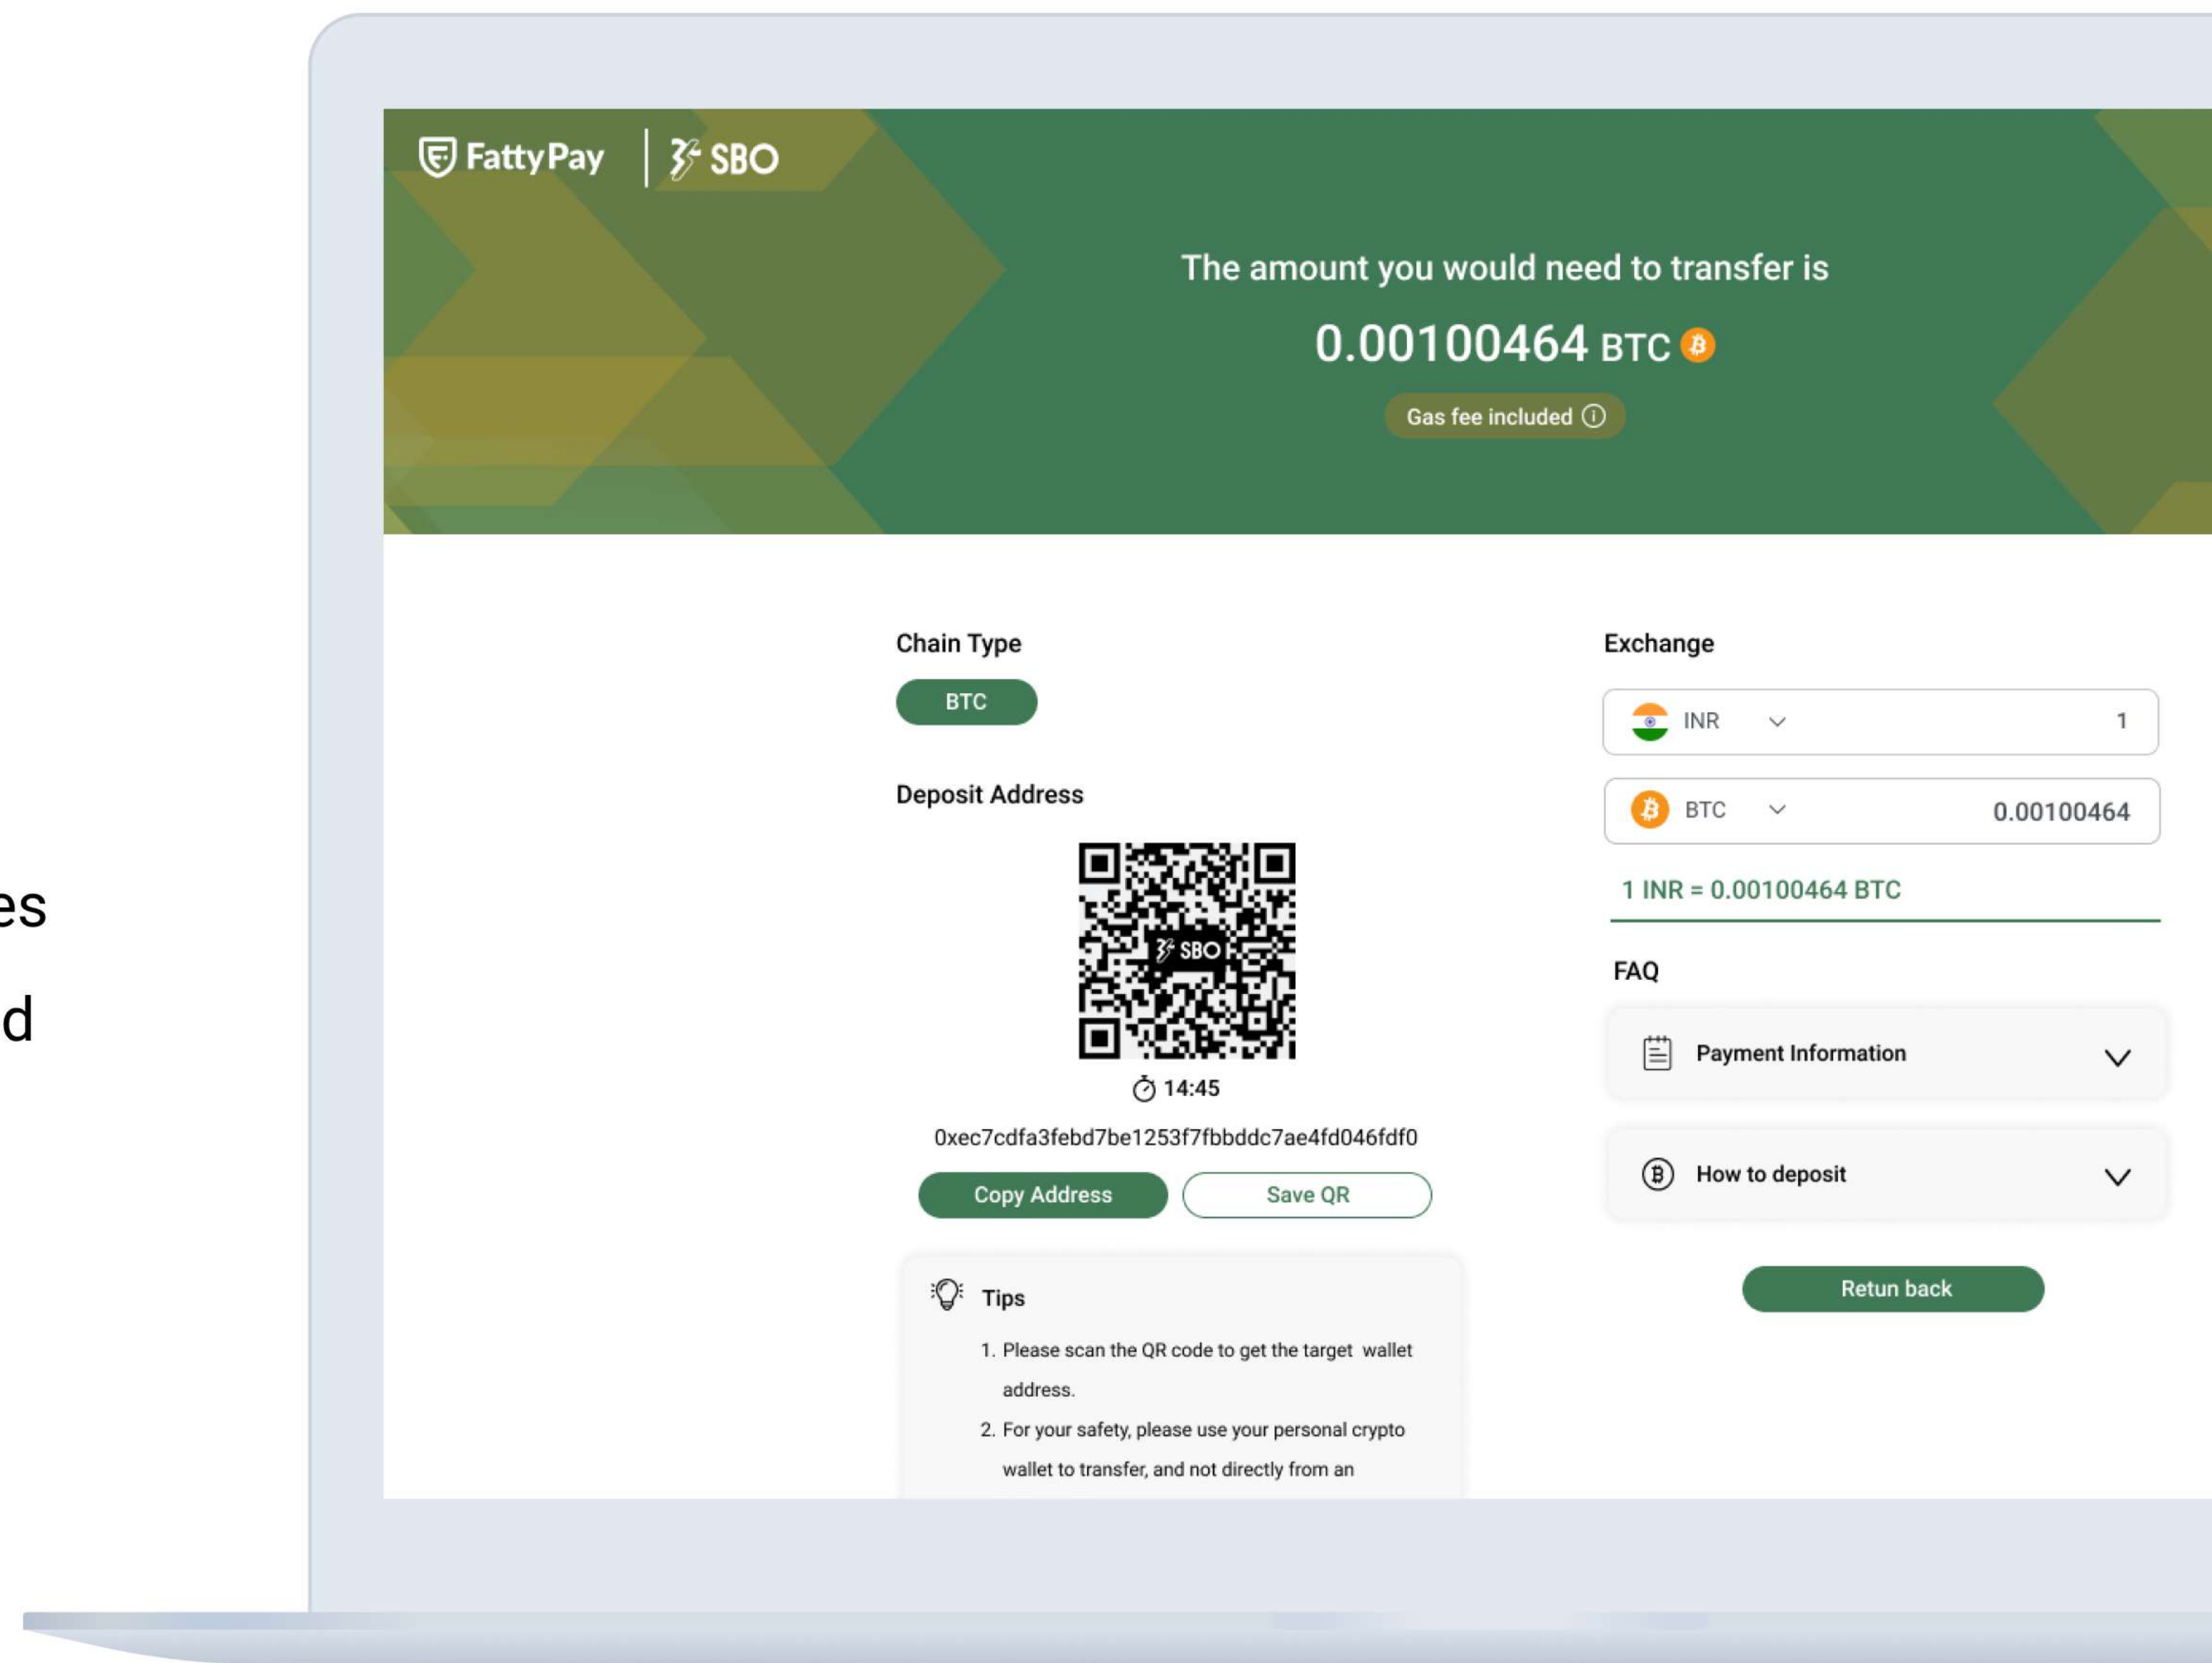 es
d
FattyPay
SBO
The amount you would need to transfer is
0.00100464 BTC
Gas fee included
Chain Type
BTC
Deposit Address
SBO
14:45
0xec7cdfa3febd7be1253f7fbbddc7ae4fd046fdf0
Copy Address
Save QR
Tips
1. Please scan the QR code to get the target wallet
address.
2. For your safety, please use your personal crypto
wallet to transfer, and not directly from an
Exchange
INR 1
BTC 0.00100464
1 INR = 0.00100464 BTC
FAQ
Payment Information
How to deposit
Retun back